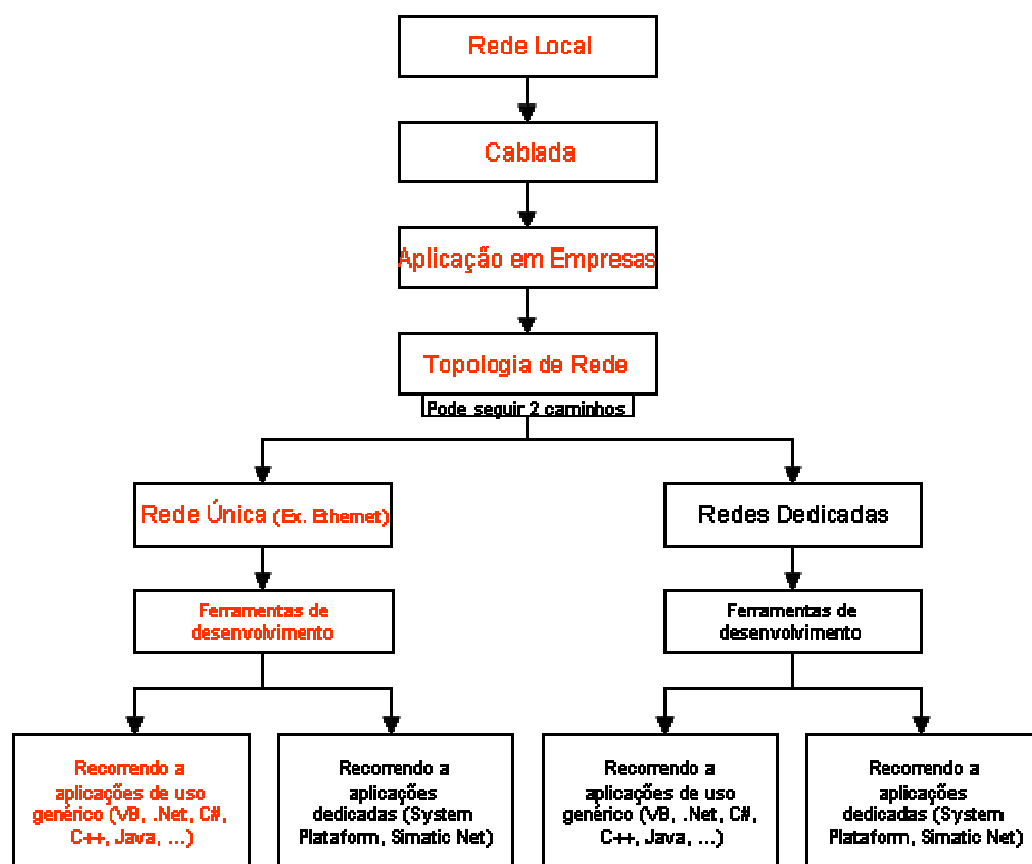 Rede Local
Cablada
Aplicação em Empresas
Topologia de Rede
Pode seguir 2 caminhos
Rede Única (Ex. Ethernet)
Redes Dedicadas
Ferramentas de
desenvolvimento
Ferramentas de
desenvolvimento
Recorrendo a
aplicações de uso
genérico (VB, .Net, C#,
C++, Java, ...)
Recorrendo a
aplicações
dedicadas (System
Plataform, Simatic Net)
Recorrendo a
aplicações de uso
genérico (VB, .Net, C#,
C++, Java, ...)
Recorrendo a
aplicações
dedicadas (System
Plataform, Simatic Net)